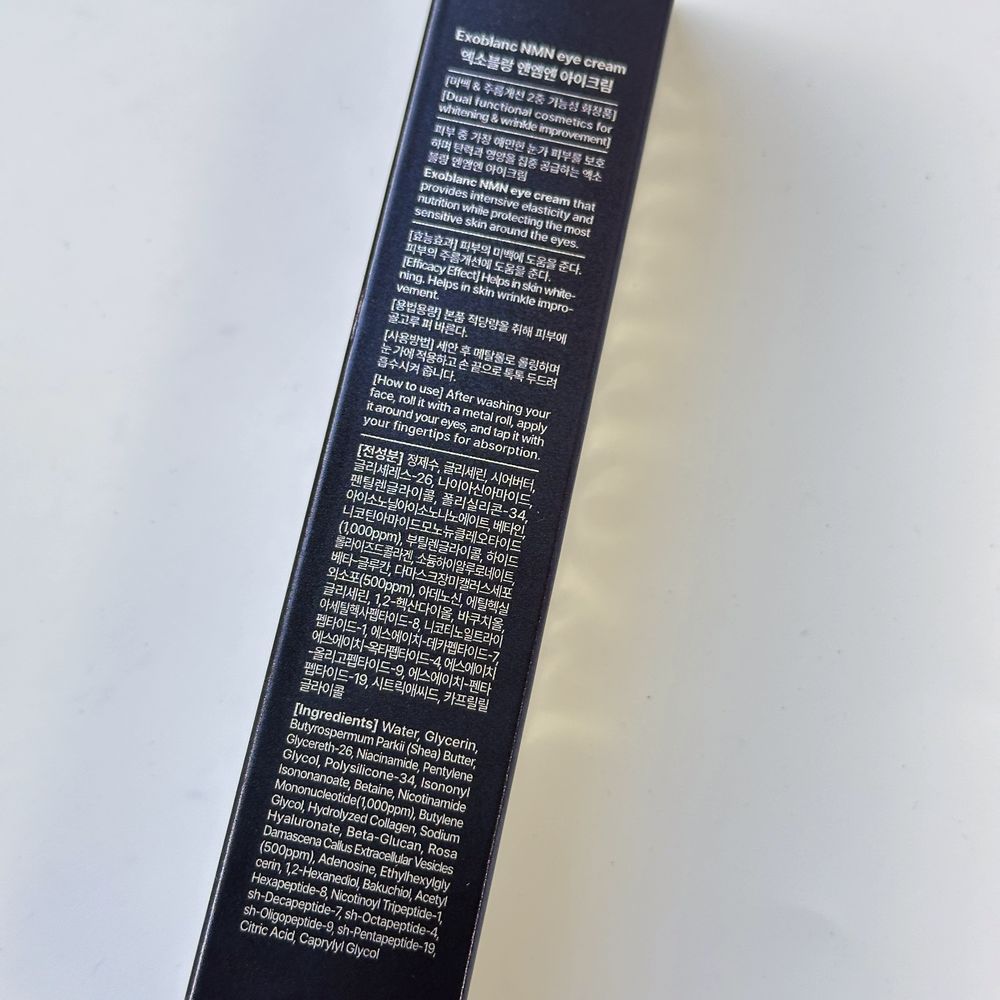 Exoblanc NMN eye cream
엑소블랑 엔엠엔 아이크림
[미백 & 주름개선 2중 기능성 화장품]
[Dual functional cosmetics for
whitening & wrinkle improvement]
피부 중 가장 예민한 눈가 피부를 보호
하며 탄력과 영양을 집중 공급하는 엑소
블랑 엔엠엔 아이크림
Exoblanc NMN eye cream that
provides intensive elasticity and
nutrition while protecting the most
sensitive skin around the eyes.
[효능효과] 피부의 미백에 도움을 준다.
피부의 주름개선에 도움을 준다.
[Efficacy Effect] Helps in skin white-
ning. Helps in skin wrinkle impro-
vement.
[용법용량] 본품 적당량을 취해 피부에
골고루 펴 바른다.
[사용방법] 세안 후 메탈롤로 롤링하며
눈 가에 적용하고 손 끝으로 톡톡 두드려
흡수시켜 줍니다.
[How to use] After washing your
face, roll it with a metal roll, apply
it around your eyes, and tap it with
your fingertips for absorption.
[전성분] 정제수, 글리세린, 시어버터,
글리세레스-26, 나이아신아마이드,
펜틸렌글라이콜, 폴리실리콘-34,
아이소노닐아이소노나노에이트, 베타인,
니코틴아마이드모노뉴클레오타이드
(1,000ppm), 부틸렌글라이콜, 하이드
롤라이즈드콜라겐, 소듐하이알루로네이트,
베타-글루칸, 다마스크장미캘러스세포
외소포(500ppm), 아데노신, 에틸헥실
글리세린, 1,2-헥산다이올, 바쿠치올,
아세틸헥사펩타이드-8, 니코티노일트라이
펩타이드-1, 에스에이치-데카펩타이드-7,
에스에이치-옥타펩타이드-4, 에스에이치
-올리고펩타이드-9, 에스에이치-펜타
펩타이드-19, 시트릭애씨드, 카프릴릴
글라이콜
[Ingredients] Water, Glycerin,
Butyrospermum Parkii (Shea) Butter,
Glycereth-26, Niacinamide, Pentylene
Glycol, Polysilicone-34, Isononyl
Isononanoate, Betaine, Nicotinamide
Mononucleotide(1,000ppm), Butylene
Glycol, Hydrolyzed Collagen, Sodium
Hyaluronate, Beta-Glucan, Rosa
Damascena Callus Extracellular Vesicles
(500ppm), Adenosine, Ethylhexylgly
cerin, 1,2-Hexanediol, Bakuchiol, Acetyl
Hexapeptide-8, Nicotinoyl Tripeptide-1,
sh-Decapeptide-7, sh-Octapeptide-4,
sh-Oligopeptide-9, sh-Pentapeptide-19,
Citric Acid, Caprylyl Glycol